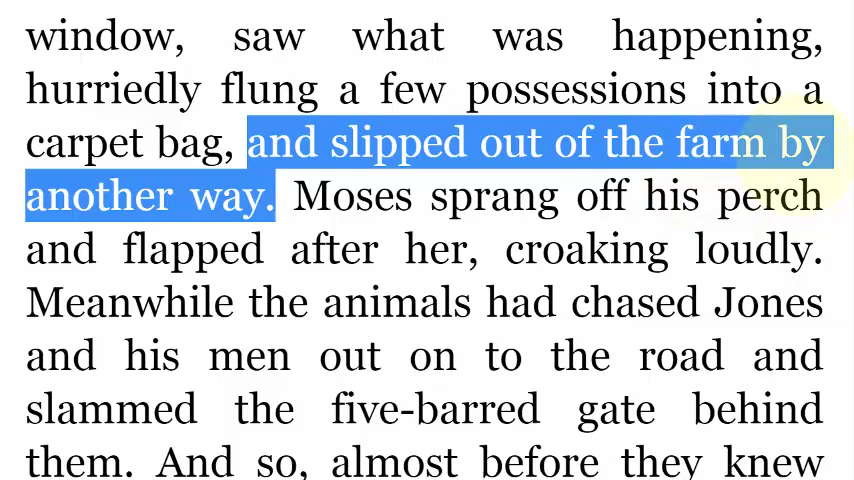 window, saw what was happening,
hurriedly flung a few possessions into a
carpet bag, and slipped out of the farm by
another way. Moses sprang off his perch
and flapped after her, croaking loudly.
Meanwhile the animals had chased Jones
and his men out on to the road and
slammed the five-barred gate behind
them. And so, almost before they knew